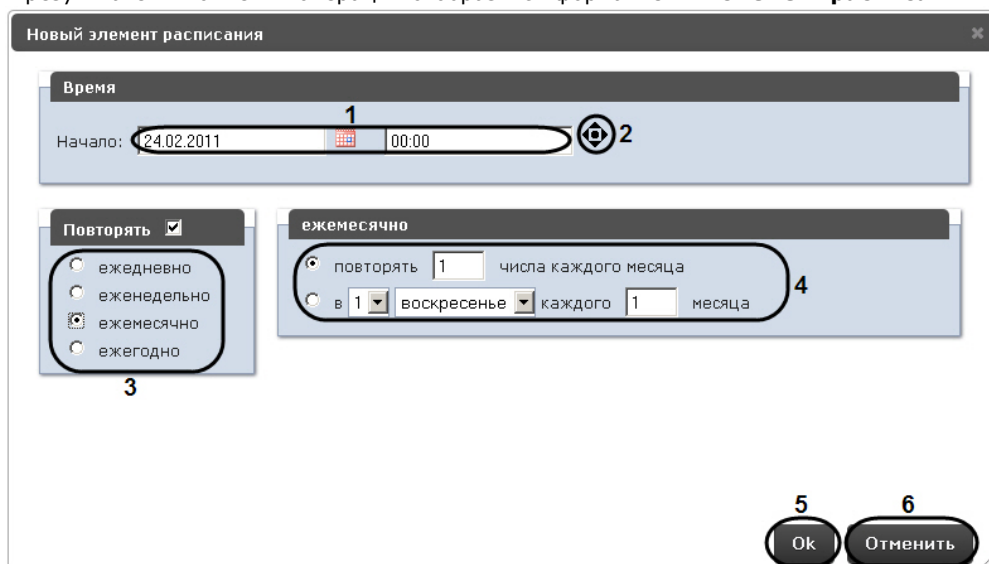 Новый элемент расписания
Время
1
Начало: 24.02.2011 00:00 2
Повторять
ежедневно
еженедельно
ежемесячно
ежегодно
3
ежемесячно
повторять 1 числа каждого месяца
в 1 воскресенье каждого 1 месяца
4
5 6
Ok Отменить